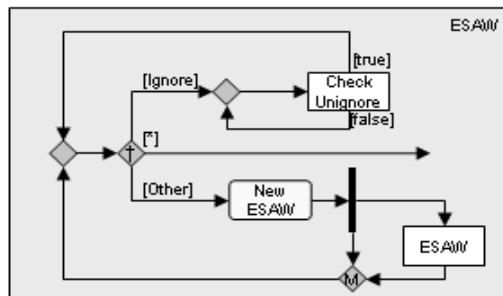 ESAW
[true]
[Ignore]
Check
Unignore
[false]
[*]
†
[Other]
New
ESAW
ESAW
M